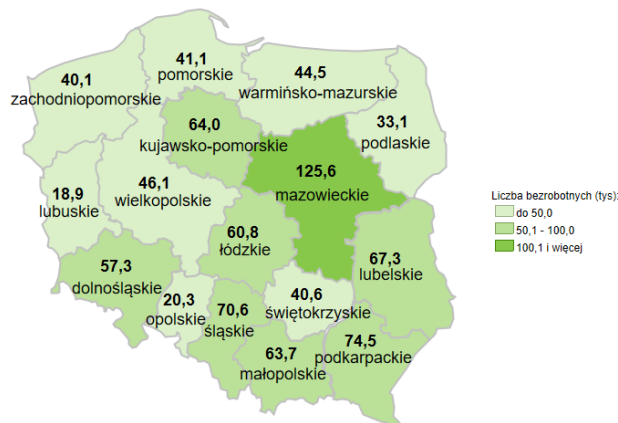 41,1
pomorskie
40,1
zachodniopomorskie
44,5
warmińsko-mazurskie
33,1
podlaskie
64,0
kujawsko-pomorskie
125,6
mazowieckie
18,9
lubuskie
46,1
wielkopolskie
60,8
łódzkie
67,3
lubelskie
57,3
dolnośląskie
20,3
opolskie
70,6
śląskie
40,6
świętokrzyskie
63,7
małopolskie
74,5
podkarpackie
Liczba bezrobotnych (tys):
do 50,0
50,1 - 100,0
100,1 i więcej